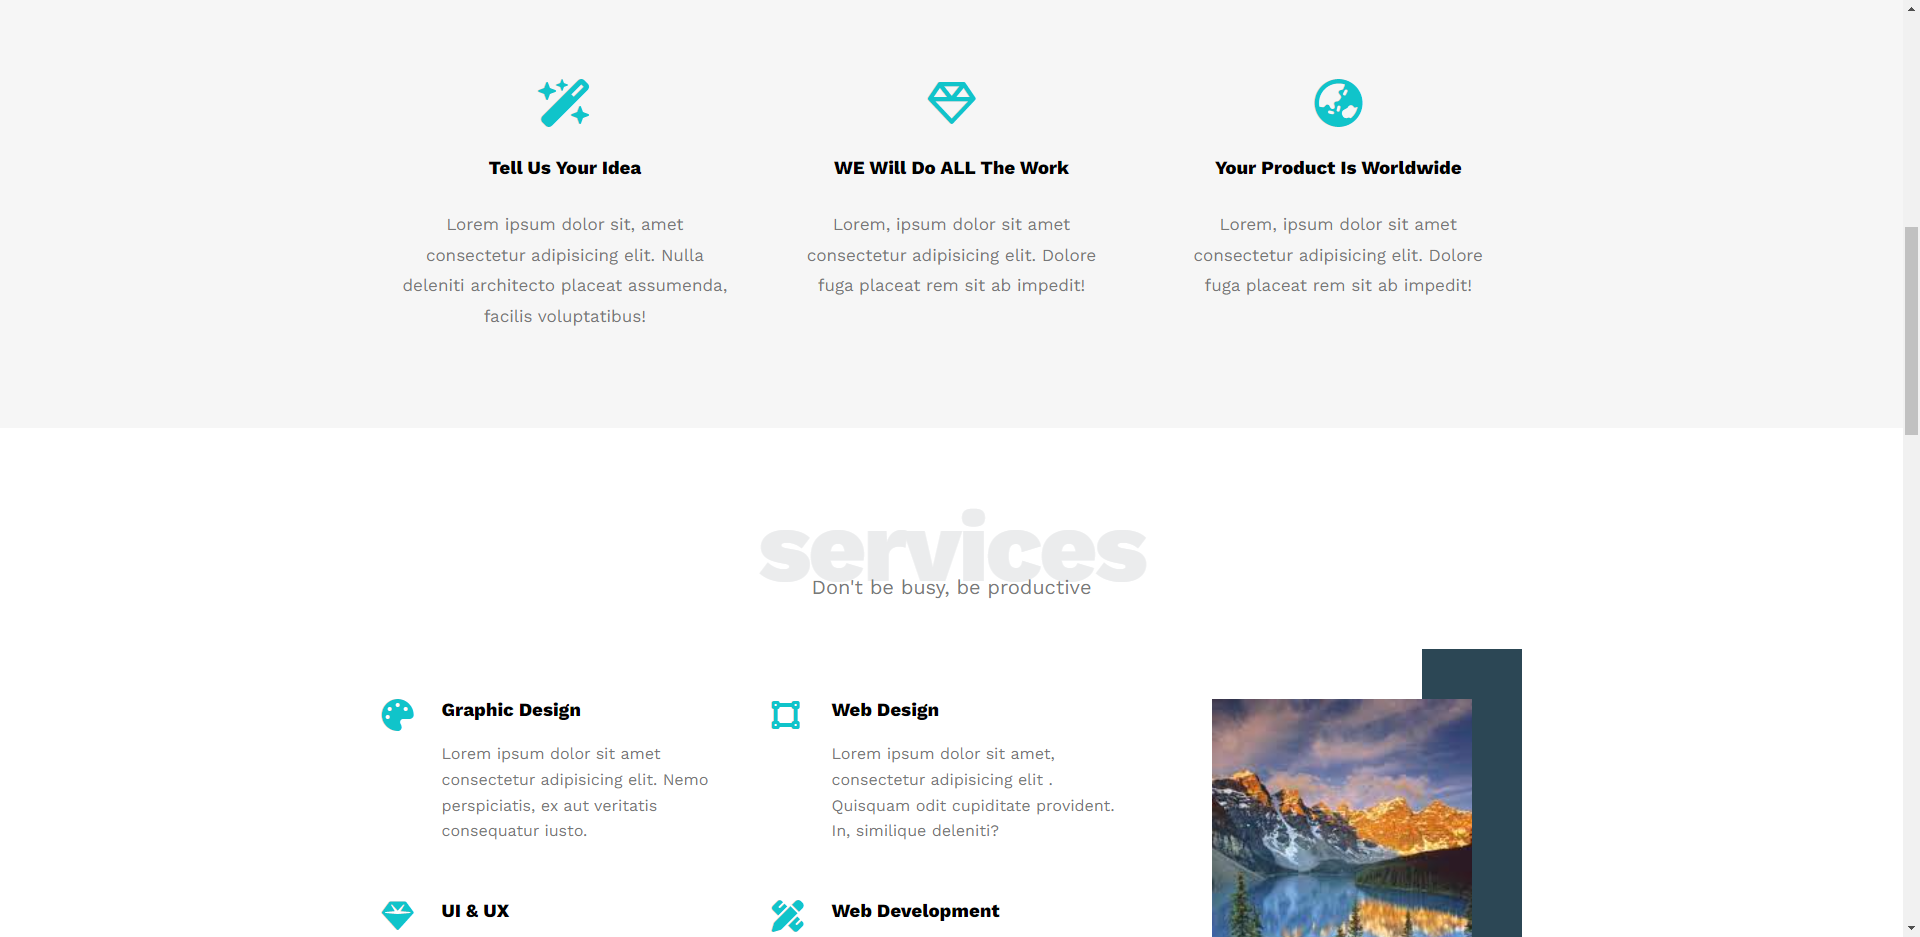 Tell Us Your Idea
Lorem ipsum dolor sit, amet
consectetur adipisicing elit. Nulla
deleniti architecto placeat assumenda,
facilis voluptatibus!
WE Will Do ALL The Work
Lorem, ipsum dolor sit amet
consectetur adipisicing elit. Dolore
fuga placeat rem sit ab impedit!
Your Product Is Worldwide
Lorem, ipsum dolor sit amet
consectetur adipisicing elit. Dolore
fuga placeat rem sit ab impedit!
services
Don't be busy, be productive
Graphic Design
Lorem ipsum dolor sit amet
consectetur adipisicing elit. Nemo
perspiciatis, ex aut veritatis
consequatur iusto.
Web Design
Lorem ipsum dolor sit amet,
consectetur adipisicing elit .
Quisquam odit cupiditate provident.
In, similique deleniti?
UI & UX
Web Development